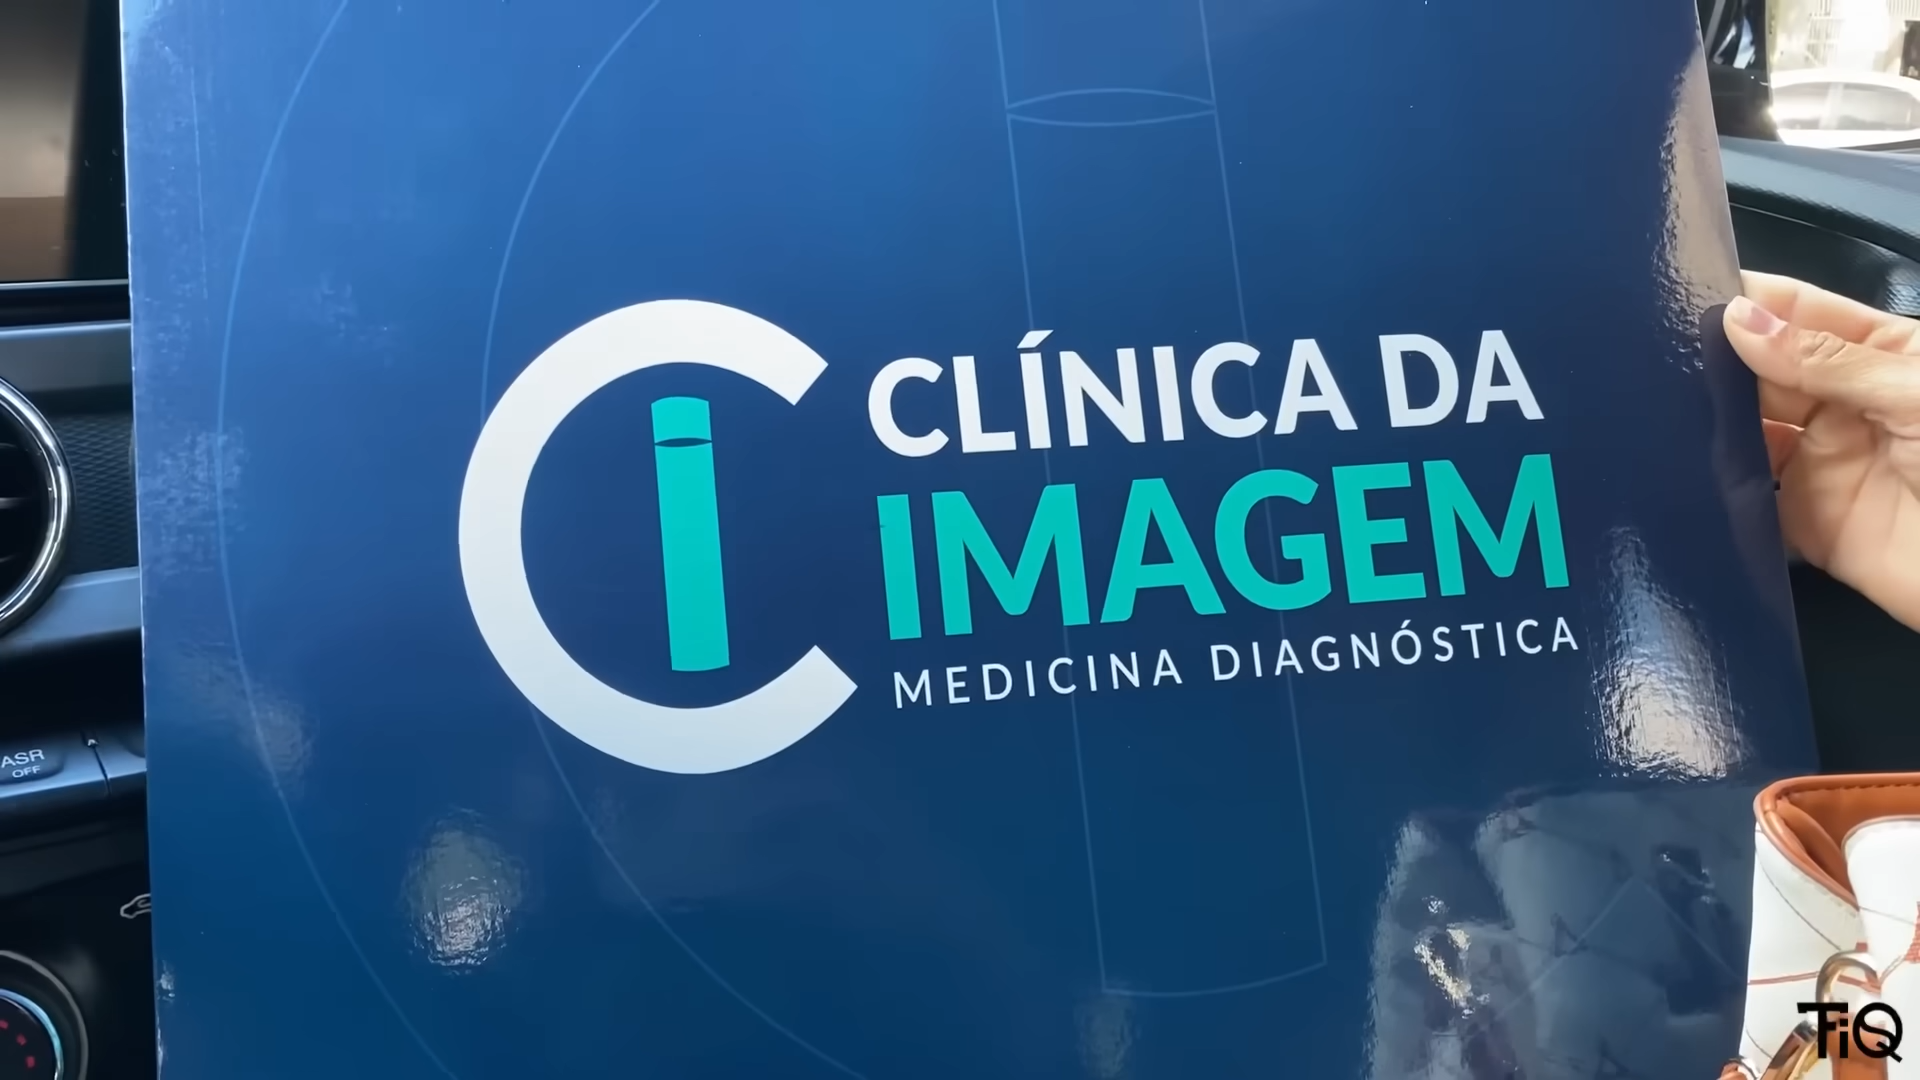 CLÍNICA DA
IMAGEM
MEDICINA DIAGNÓSTICA
ASR
OFF
TiQ